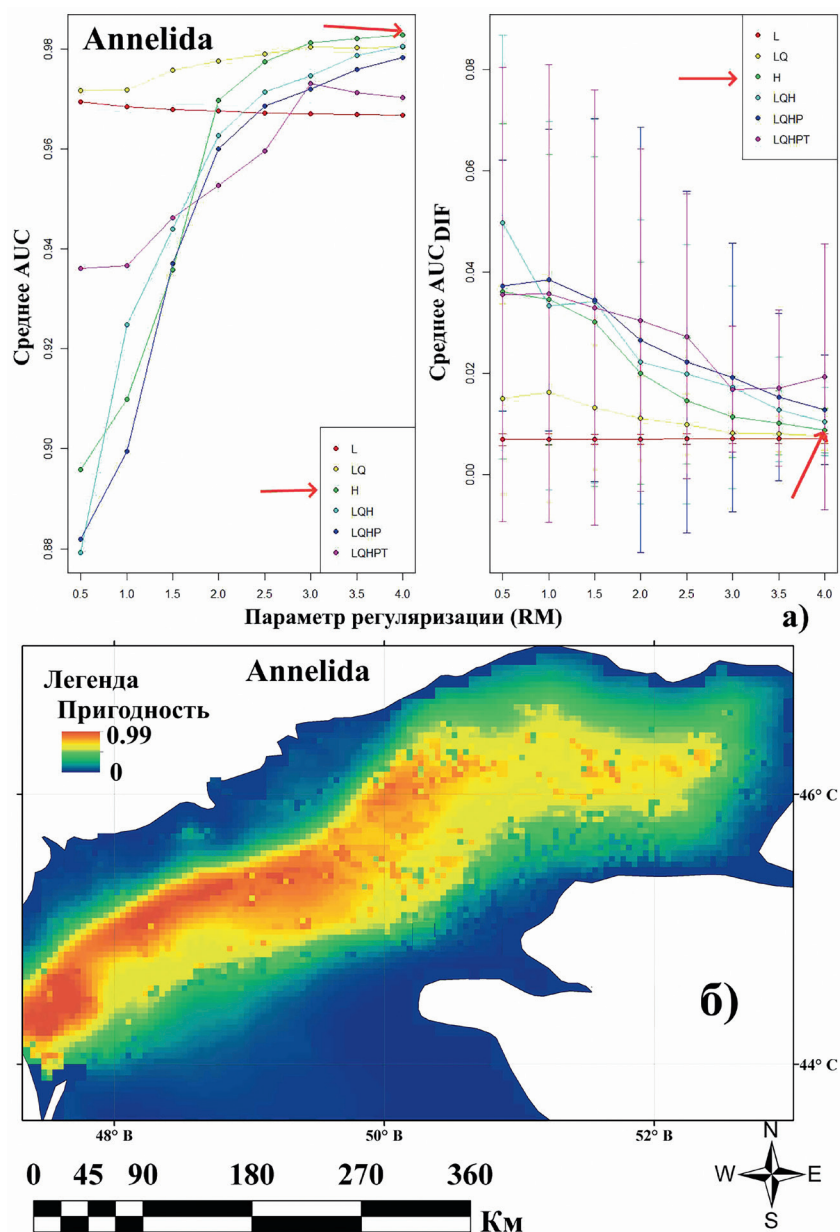 Annelida
Среднее AUC
0.88
0.90
0.92
0.94
0.96
0.98
L
LQ
H
LQH
LQHP
LQHPT
0.5
1.0
1.5
2.0
2.5
3.0
3.5
4.0
Среднее AUC DIF
0.00
0.02
0.04
0.06
0.08
L
LQ
H
LQH
LQHP
LQHPT
0.5
1.0
1.5
2.0
2.5
3.0
3.5
4.0
Параметр регуляризации (RM)
а)
Annelida
Легенда
Пригодность
0.99
0
46° С
44° С
б)
48° В
50° В
52° В
0 45 90 180 270 360
Км
N
W
E
S